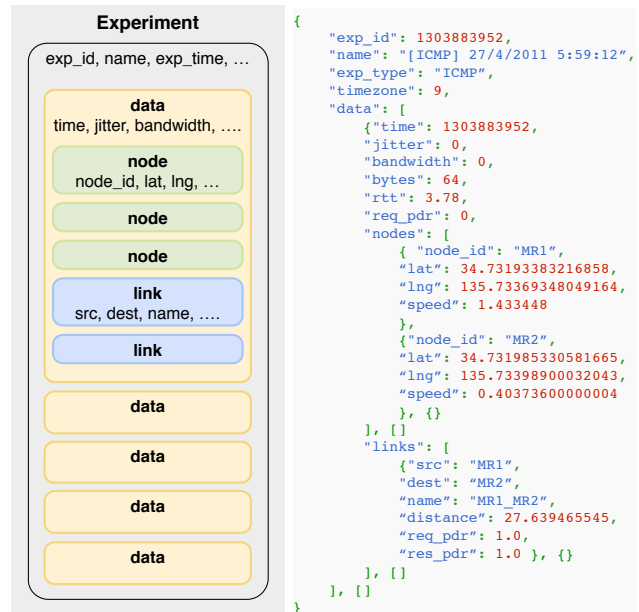 Experiment
exp_id, name, exp_time, …
data
time, jitter, bandwidth, ….
node
node_id, lat, lng, …
node
node
link
src, dest, name, ….
link
data
data
data
data
{
"exp_id": 1303883952,
"name": "[ICMP] 27/4/2011 5:59:12”,
"exp_type": "ICMP”,
"timezone": 9,
"data": [
{"time": 1303883952,
"jitter": 0,
"bandwidth": 0,
"bytes": 64,
"rtt": 3.78,
"req_pdr": 0,
"nodes": [
{ "node_id": "MR1”,
“lat”: 34.73193383216858,
“lng”: 135.73369348049164,
“speed”: 1.433448
},
{"node_id": "MR2”,
“lat”: 34.731985330581665,
“lng”: 135.73398900032043,
“speed”: 0.40373600000004
}, {}
], []
"links": [
{"src": "MR1”,
"dest": “MR2”,
“name": "MR1_MR2”,
“distance": 27.639465545,
“req_pdr": 1.0,
“res_pdr": 1.0 }, {}
], []
], []
}